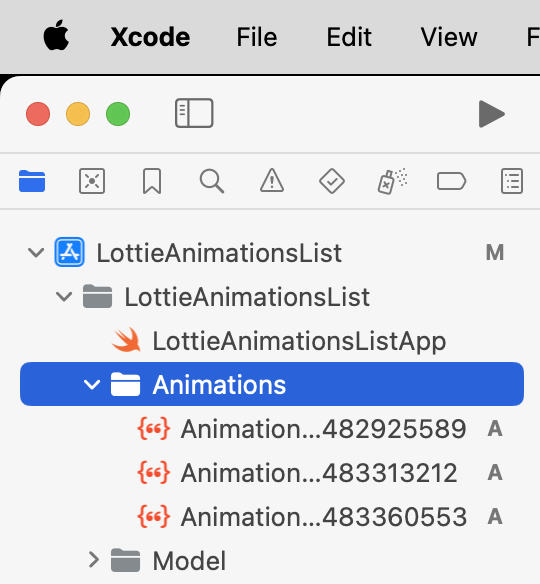 Xcode File Edit View F
LottieAnimationsList M
LottieAnimationsList
LottieAnimationsListApp
Animations
Animation...482925589 A
Animation...483313212 A
Animation...483360553 A
Model